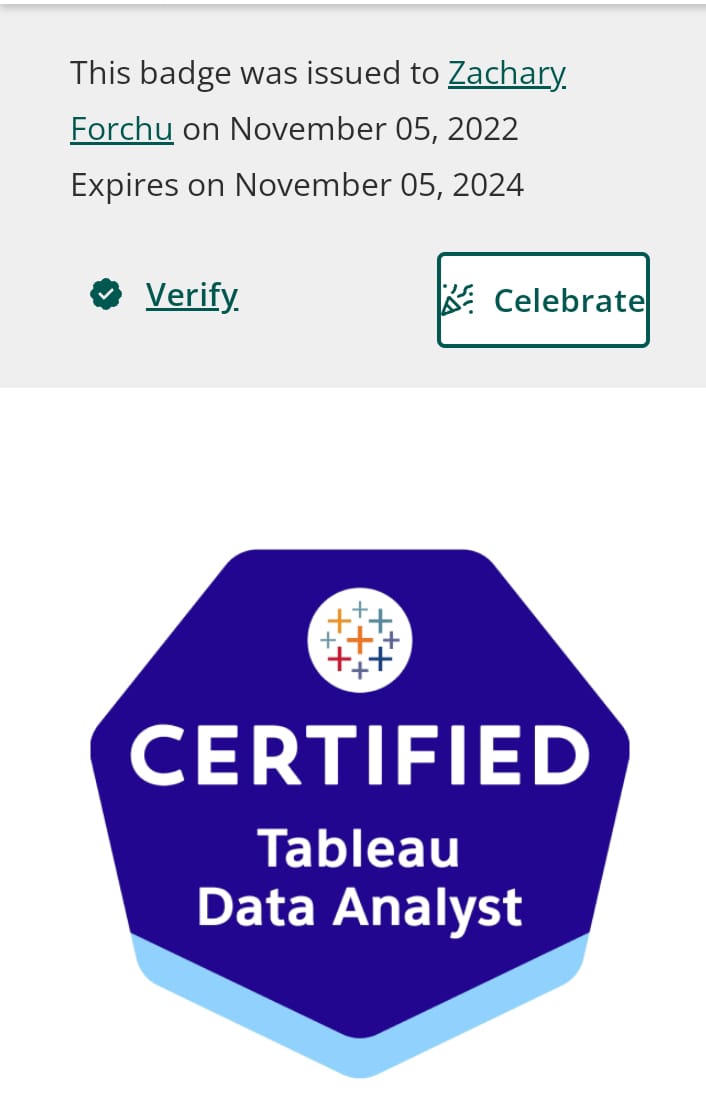 This badge was issued to Zachary
Forchu on November 05, 2022
Expires on November 05, 2024
Verify
Celebrate
CERTIFIED
Tableau
Data Analyst